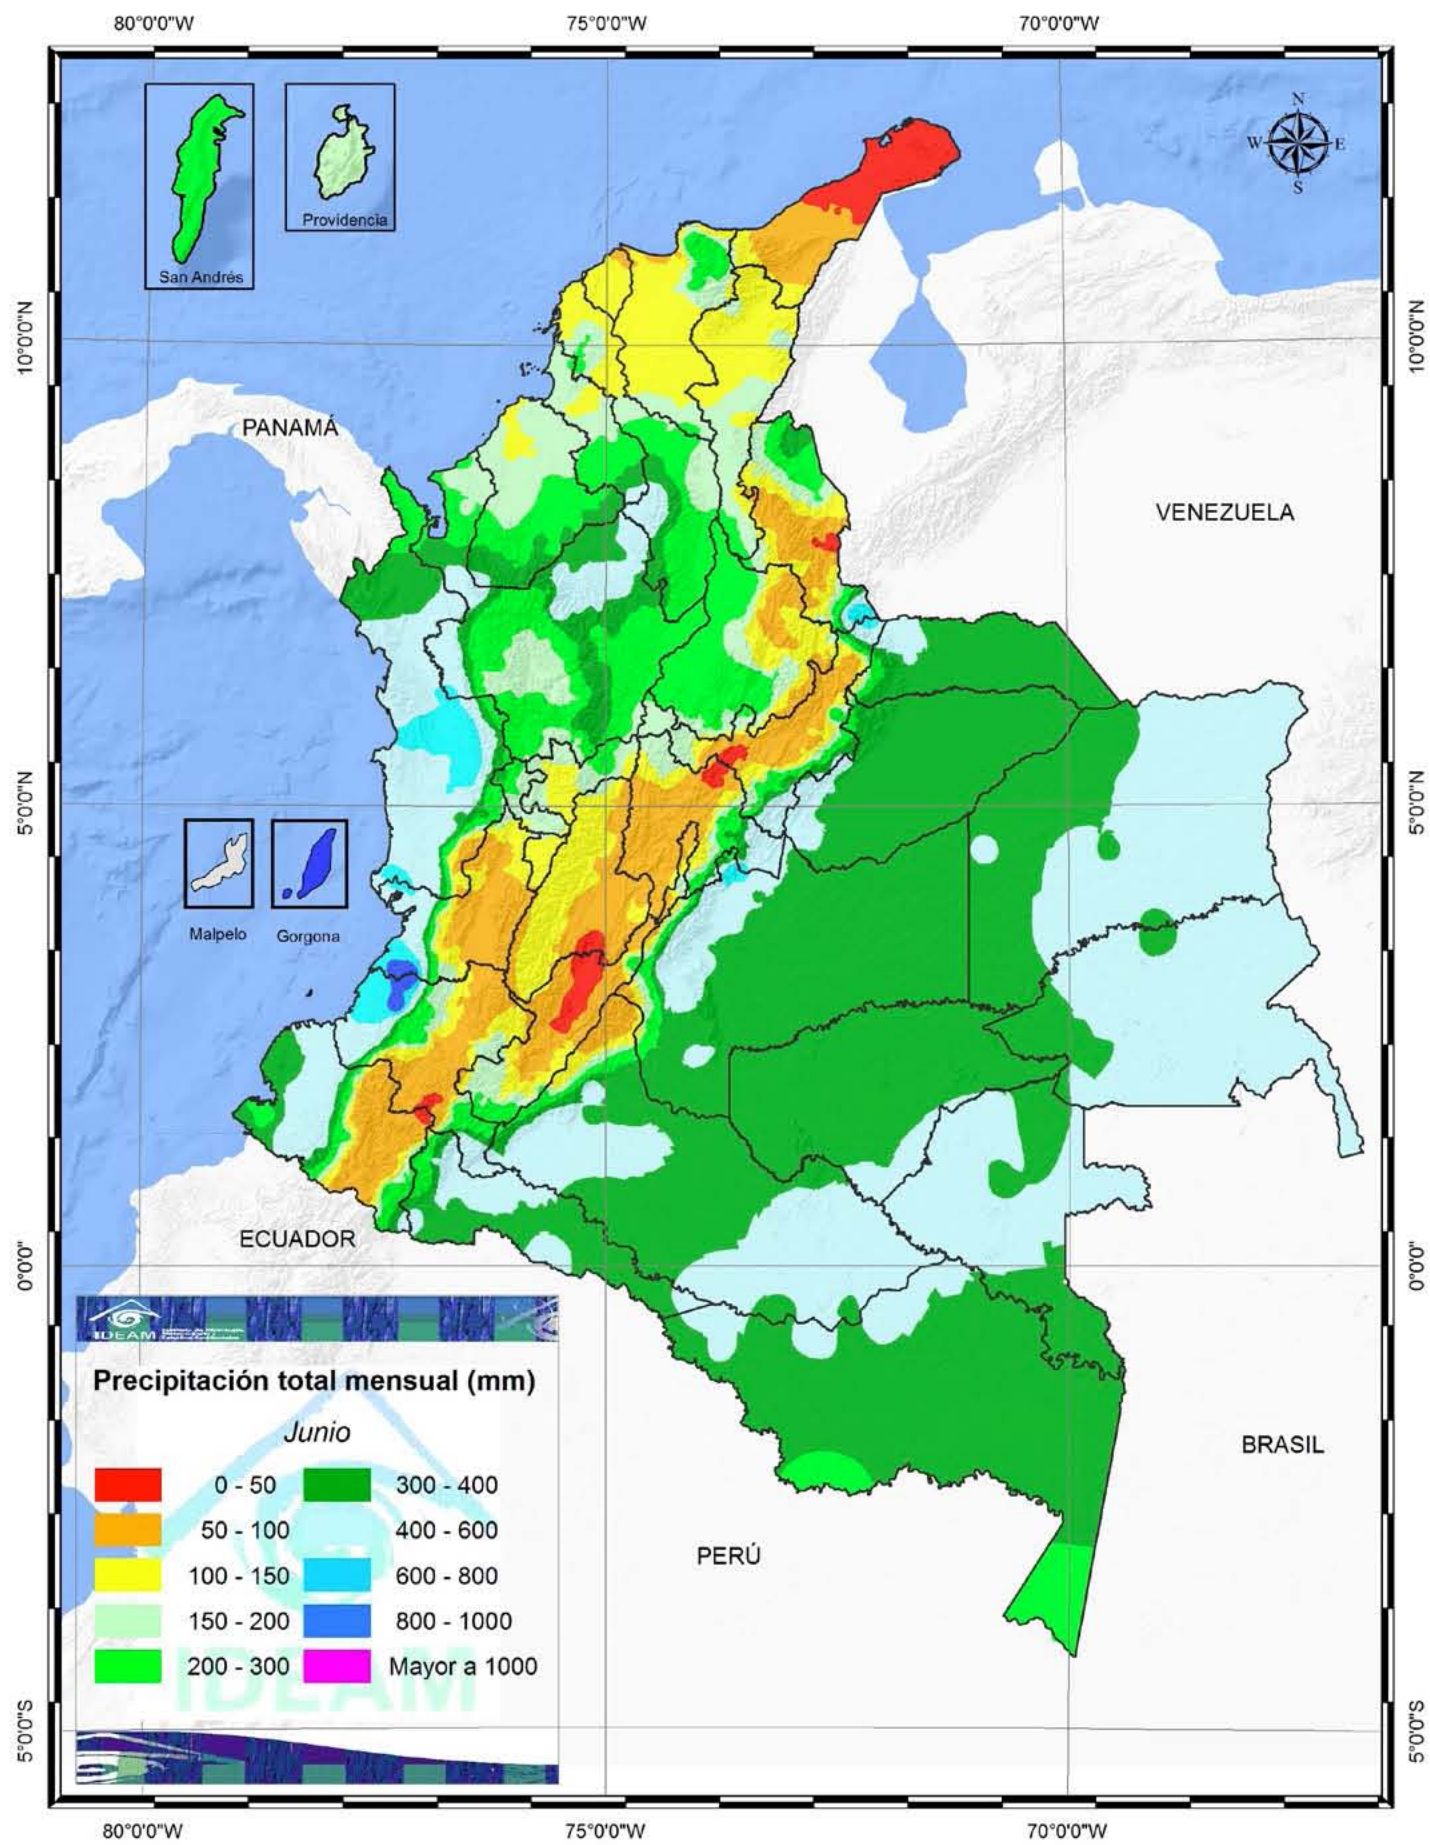 80°0'0"W 75°0'0"W 70°0'0"W
N
W E
S
Providencia
San Andrés
10°0'0"N 10°0'0"N
PANAMÁ
VENEZUELA
5°0'0"N 5°0'0"N
Malpelo Gorgona
ECUADOR
0°0'0" 0°0'0"
IDEAM
Precipitación total mensual (mm)
Junio
0 - 50 300 - 400
50 - 100 400 - 600
100 - 150 600 - 800
150 - 200 800 - 1000
200 - 300 Mayor a 1000
IDEAM
BRASIL
PERÚ
5°0'0"S 5°0'0"S
80°0'0"W 75°0'0"W 70°0'0"W